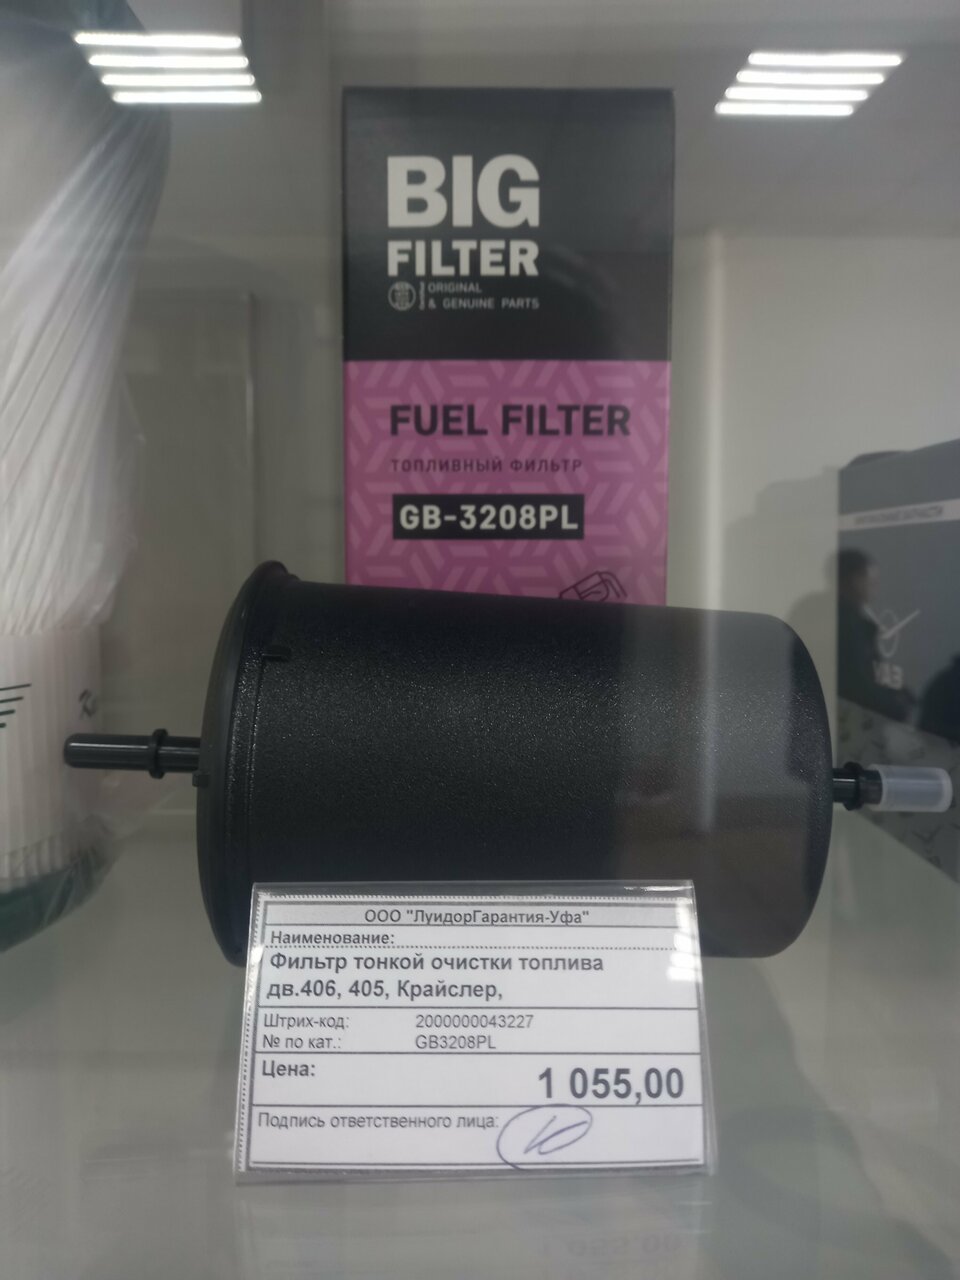 BIG
FILTER
ORIGINAL
& GENUINE PARTS
FUEL FILTER
ТОПЛИВНЫЙ ФИЛЬТР
GB-3208PL
ООО "ЛуидорГарантия-Уфа"
Наименование:
Фильтр тонкой очистки топлива
дв.406, 405, Крайслер,
Штрих-код: 2000000043227
№ по кат.: GB3208PL
Цена:
1 055,00
Подпись ответственного лица: